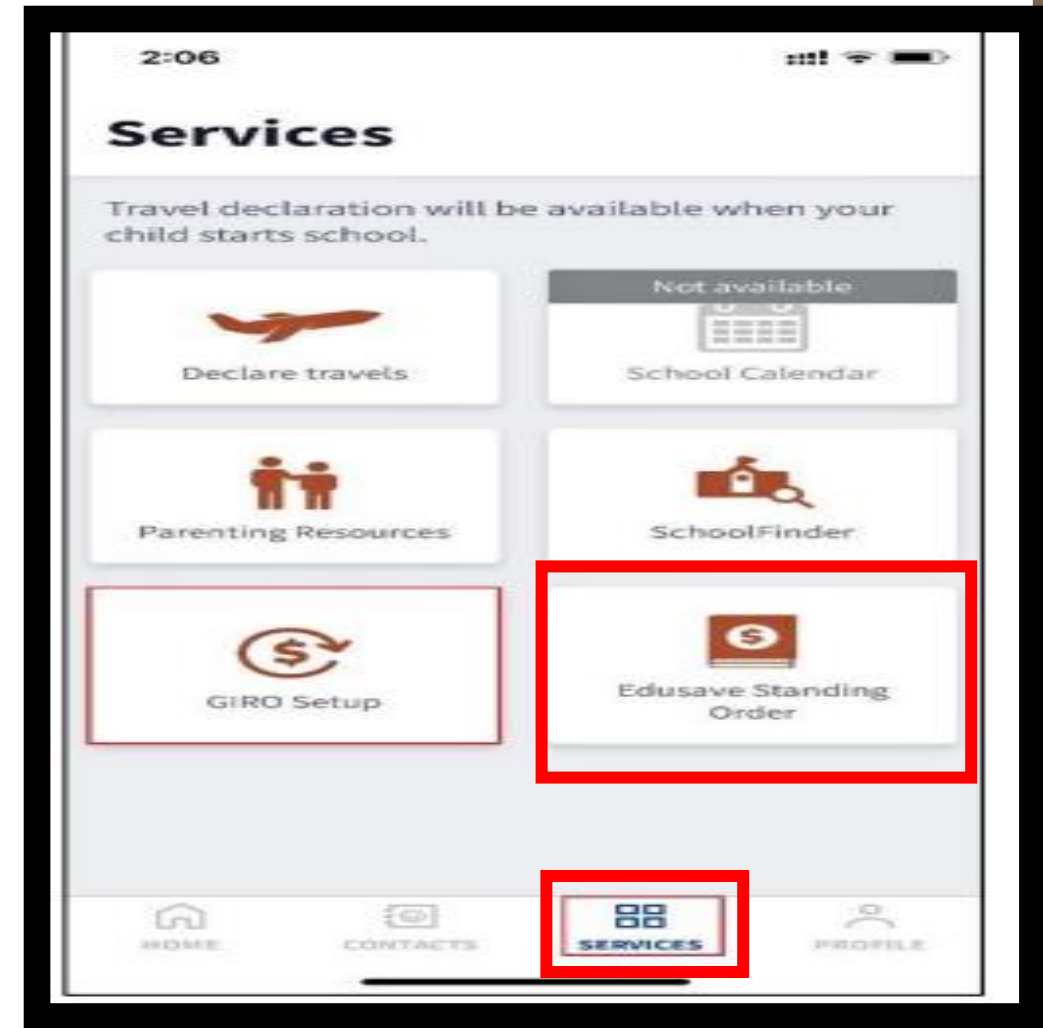 2:06
Services
Travel declaration will be available when your
child starts school.
Not available
Declare travels
School Calendar
Parenting Resources
SchoolFinder
GIRO Setup
Edusave Standing
Order
HOME
CONTACTS
SERVICES
PROFILE